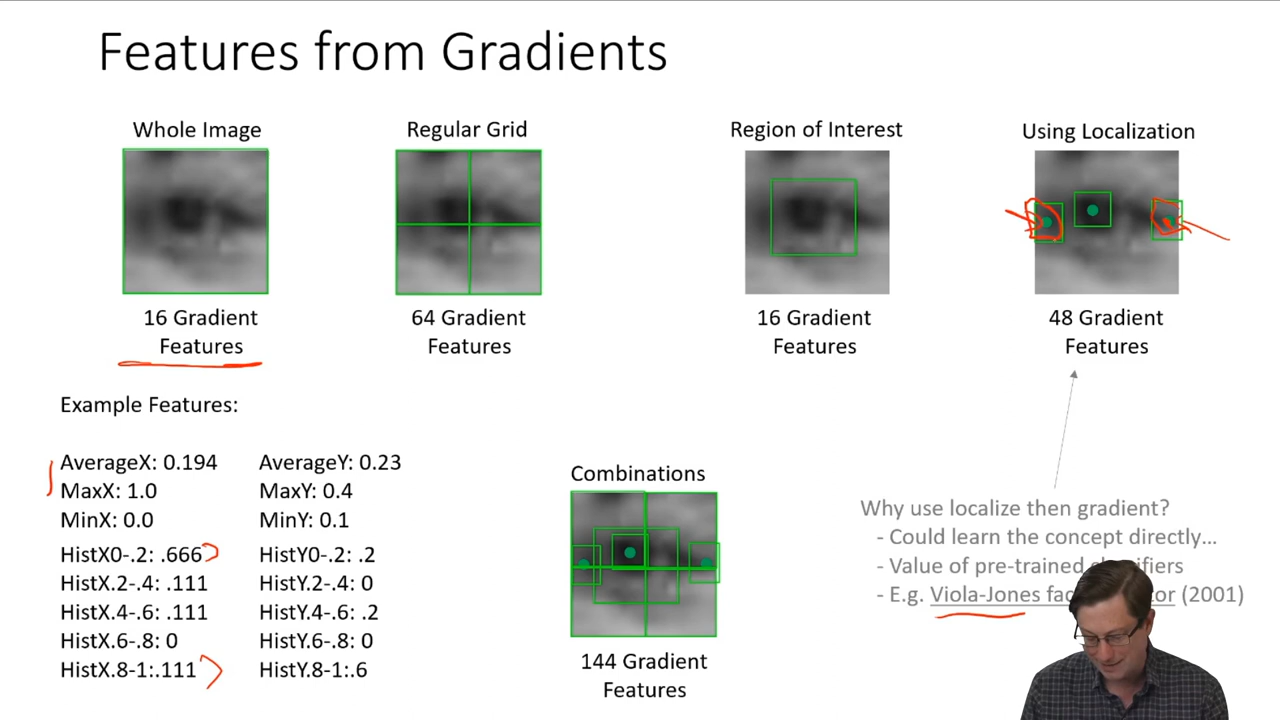 Features from Gradients
Whole Image
Regular Grid
Region of Interest
Using Localization
16 Gradient
Features
64 Gradient
Features
16 Gradient
Features
48 Gradient
Features
Example Features:
AverageX: 0.194
AverageY: 0.23
MaxX: 1.0
MaxY: 0.4
MinX: 0.0
MinY: 0.1
HistX0-.2: .666
HistY0-.2: .2
HistX.2-.4: .111
HistY.2-.4: 0
HistX.4-.6: .111
HistY.4-.6: .2
HistX.6-.8: 0
HistY.6-.8: 0
HistX.8-1:.111
HistY.8-1:.6
Combinations
144 Gradient
Features
Why use localize then gradient?
- Could learn the concept directly...
- Value of pre-trained
- E.g. Viola-Jones (2001)